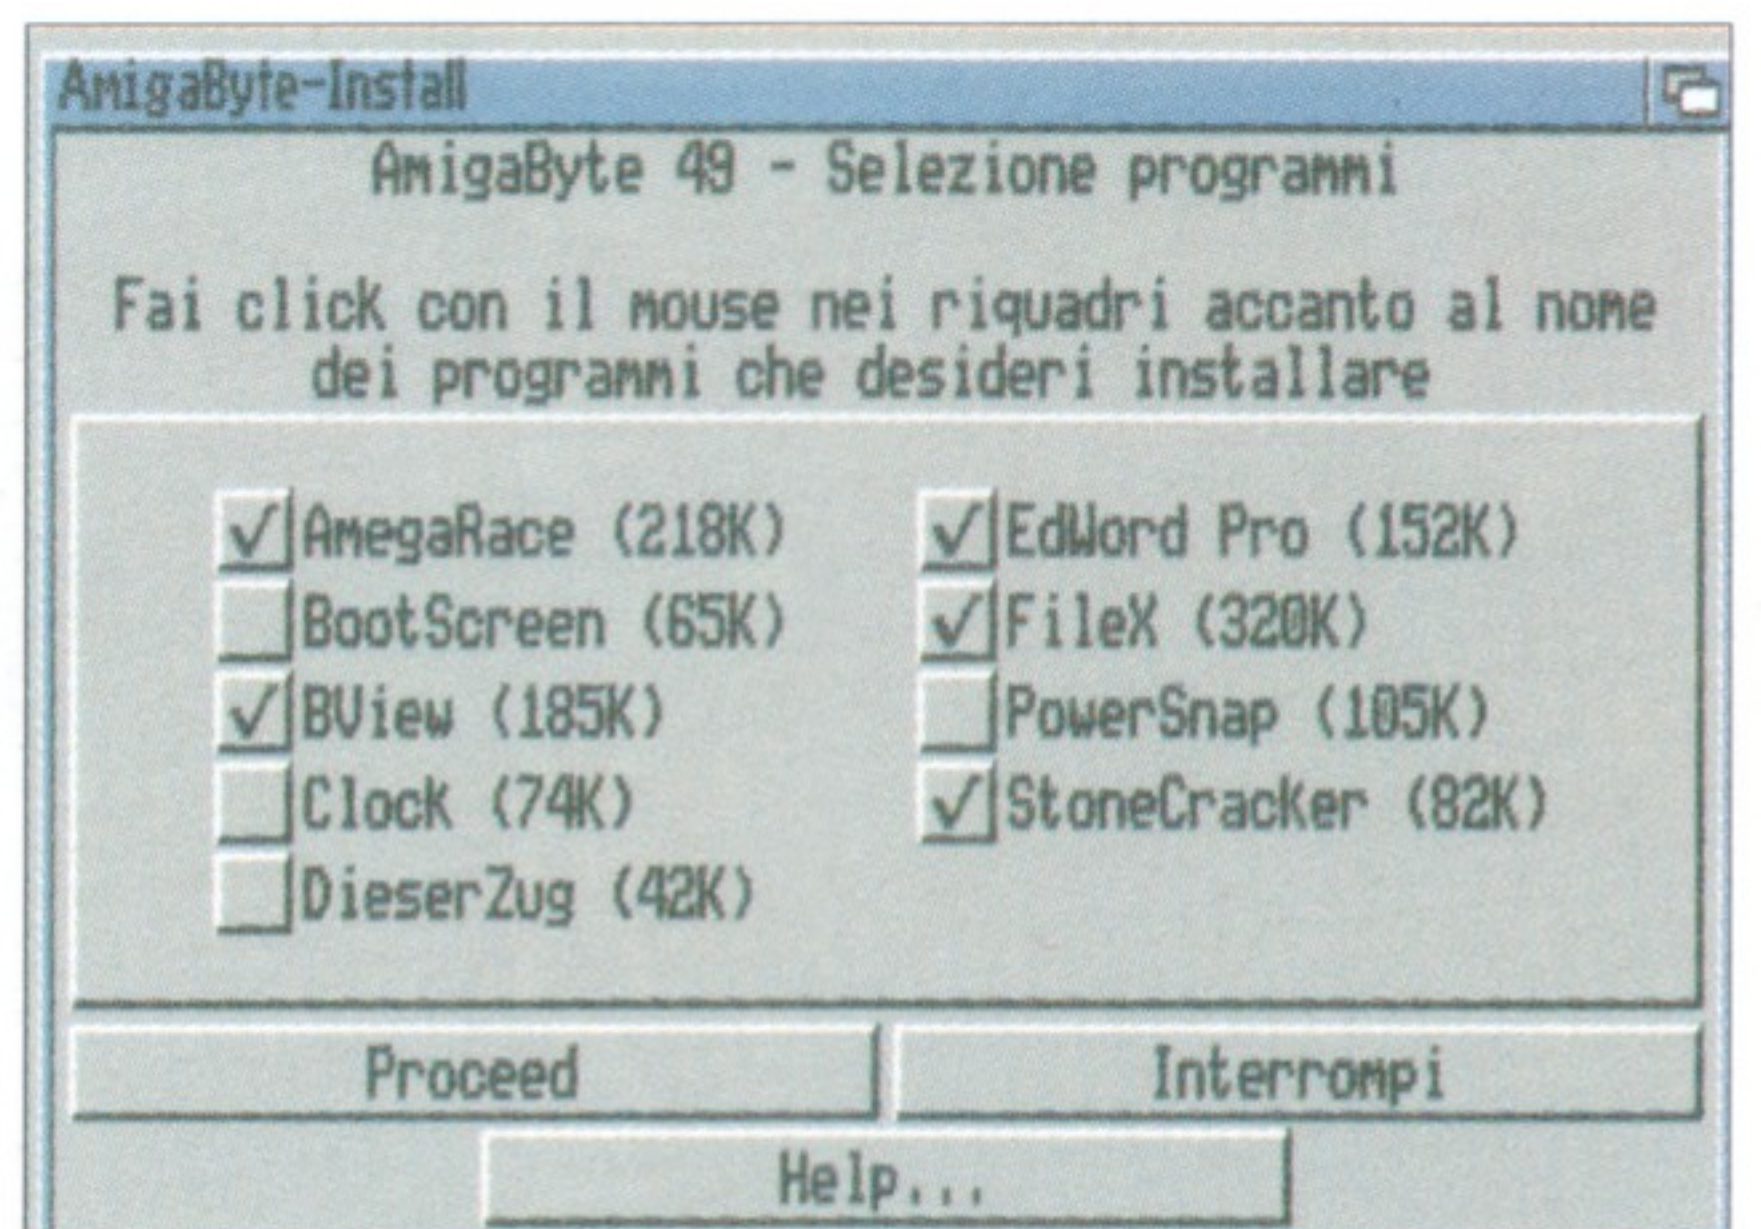 AmigaByte-Install
AmigaByte 49 - Selezione programmi
Fai click con il mouse nei riquadri accanto al nome
dei programmi che desideri installare
AmegaRace (218K)
BootScreen (65K)
BView (185K)
Clock (74K)
DieserZug (42K)
EdWord Pro (152K)
FileX (320K)
PowerSnap (105K)
StoneCracker (82K)
Proceed
Interrompi
Help...